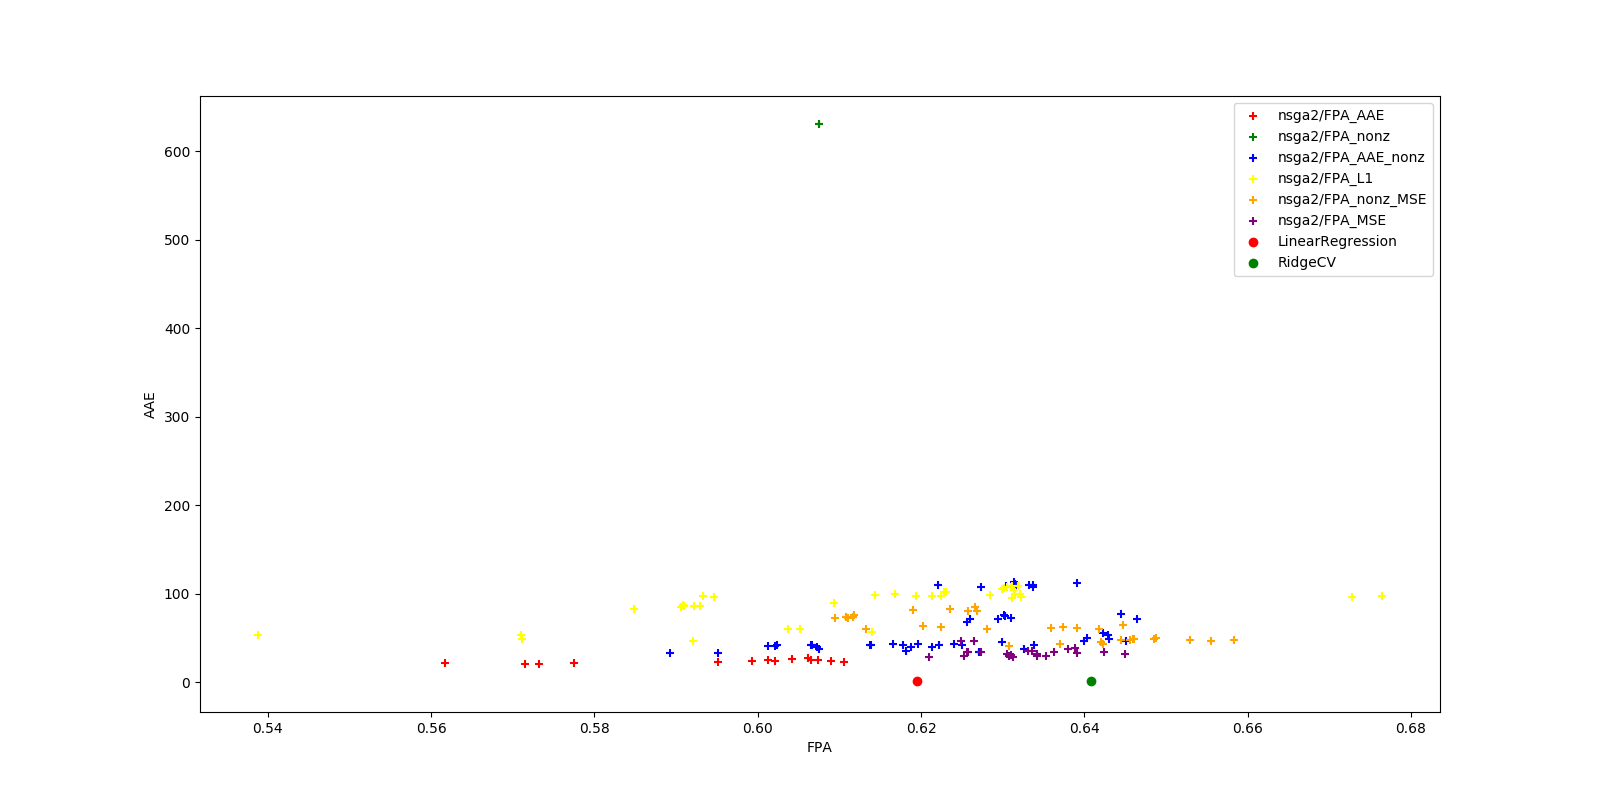 nsga2/FPA_AAE
nsga2/FPA_nonz
nsga2/FPA_AAE_nonz
nsga2/FPA_L1
nsga2/FPA_nonz_MSE
nsga2/FPA_MSE
LinearRegression
RidgeCV
600
500
400
300
200
100
0
AAE
0.54 0.56 0.58 0.60 0.62 0.64 0.66 0.68
FPA